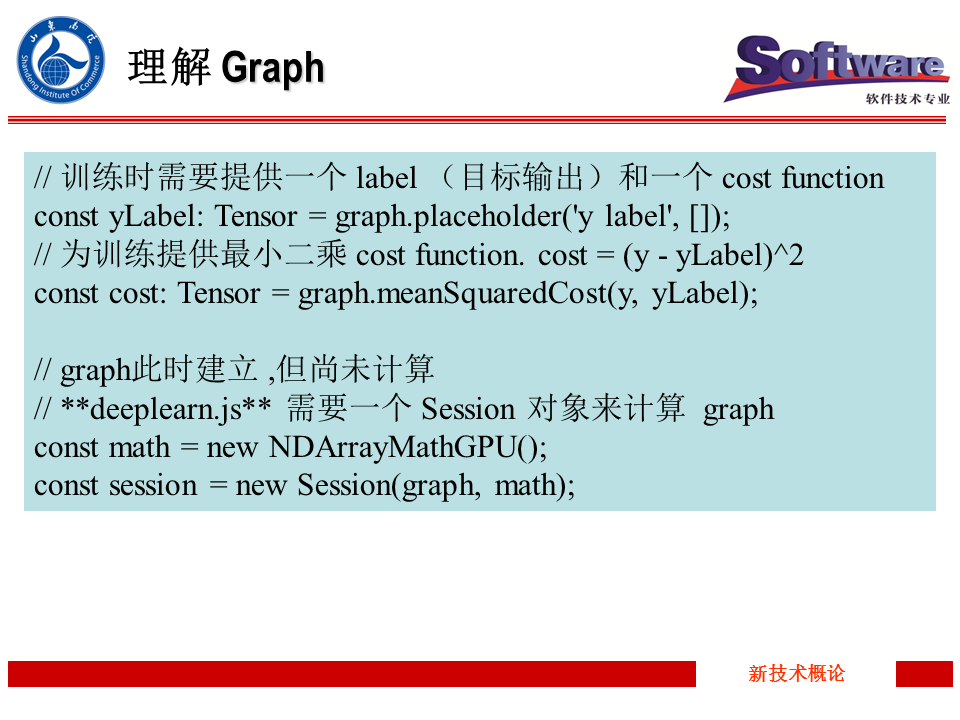 山东商院
Shandong Institute Of Commerce
理解 Graph
Software
软件技术专业
// 训练时需要提供一个 label （目标输出）和一个 cost function
const yLabel: Tensor = graph.placeholder('y label', []);
// 为训练提供最小二乘 cost function. cost = (y - yLabel)^2
const cost: Tensor = graph.meanSquaredCost(y, yLabel);
// graph此时建立 ,但尚未计算
// **deeplearn.js** 需要一个 Session 对象来计算 graph
const math = new NDArrayMathGPU();
const session = new Session(graph, math);
新技术概论